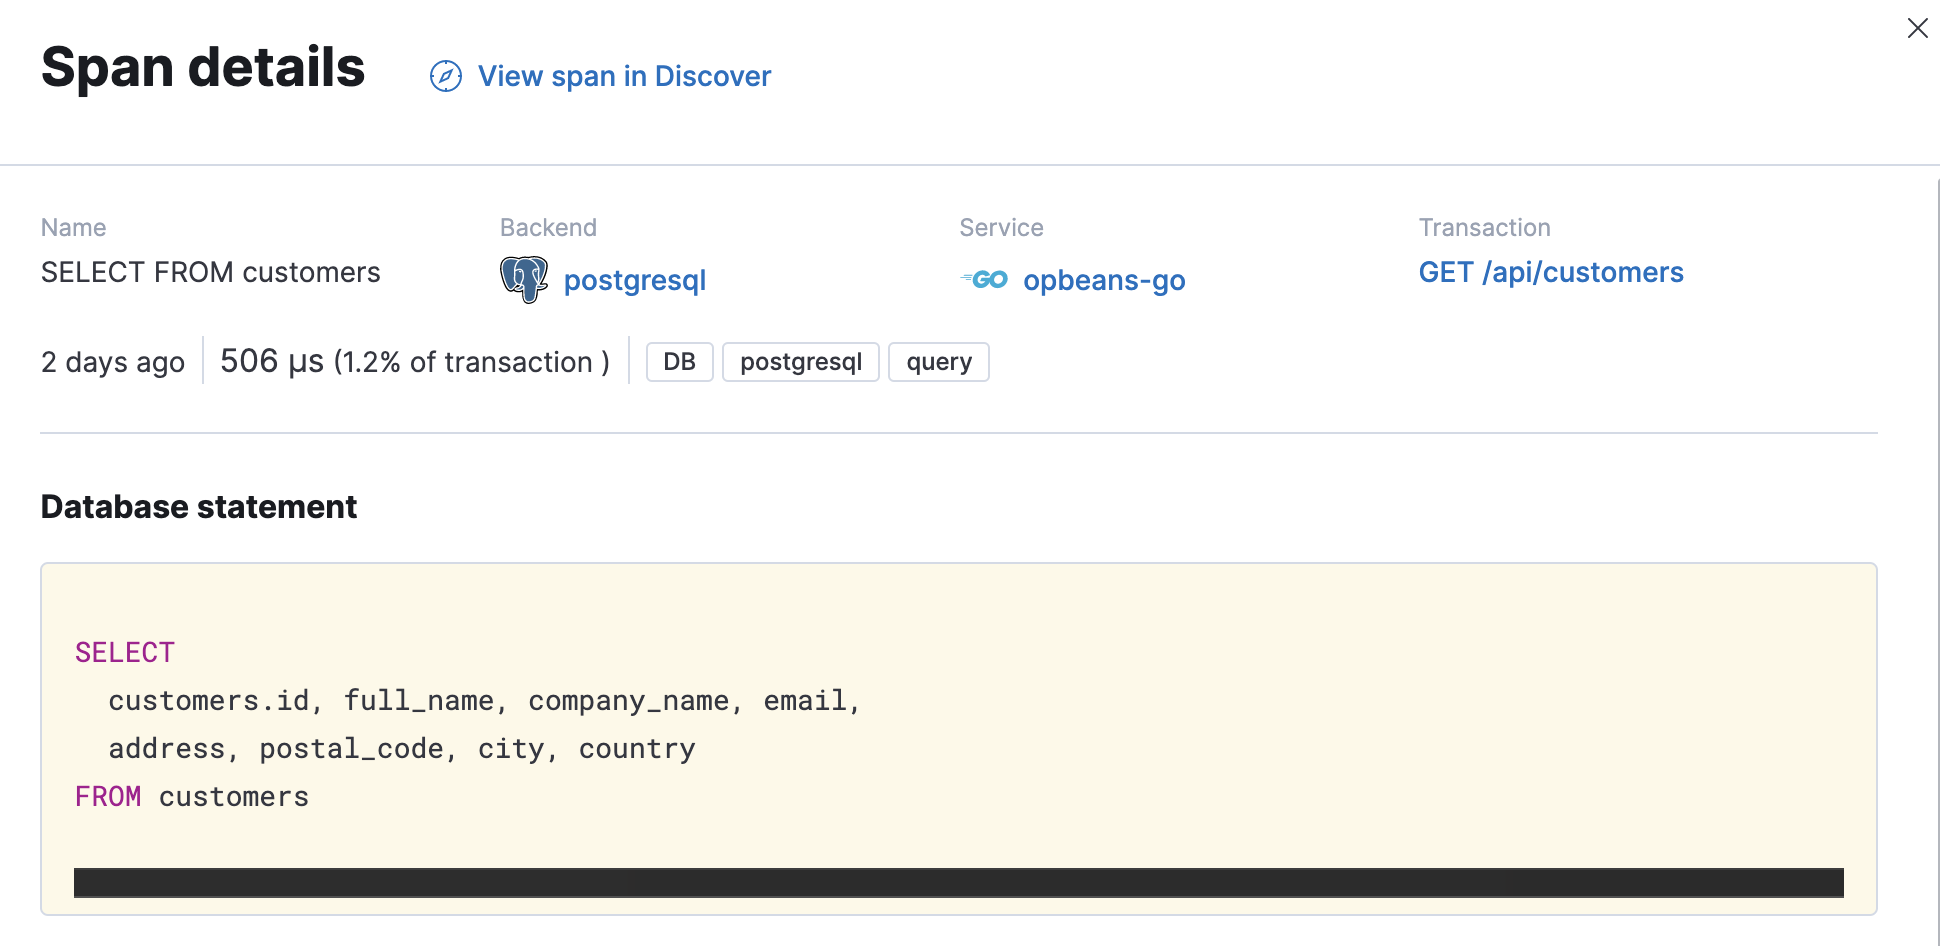 Span details
View span in Discover
Name
SELECT FROM customers
Backend
postgresql
Service
GO
opbeans-go
Transaction
GET /api/customers
2 days ago
506 μs (1.2% of transaction )
DB
postgresql
query
Database statement
SELECT
customers.id, full_name, company_name, email,
address, postal_code, city, country
FROM customers